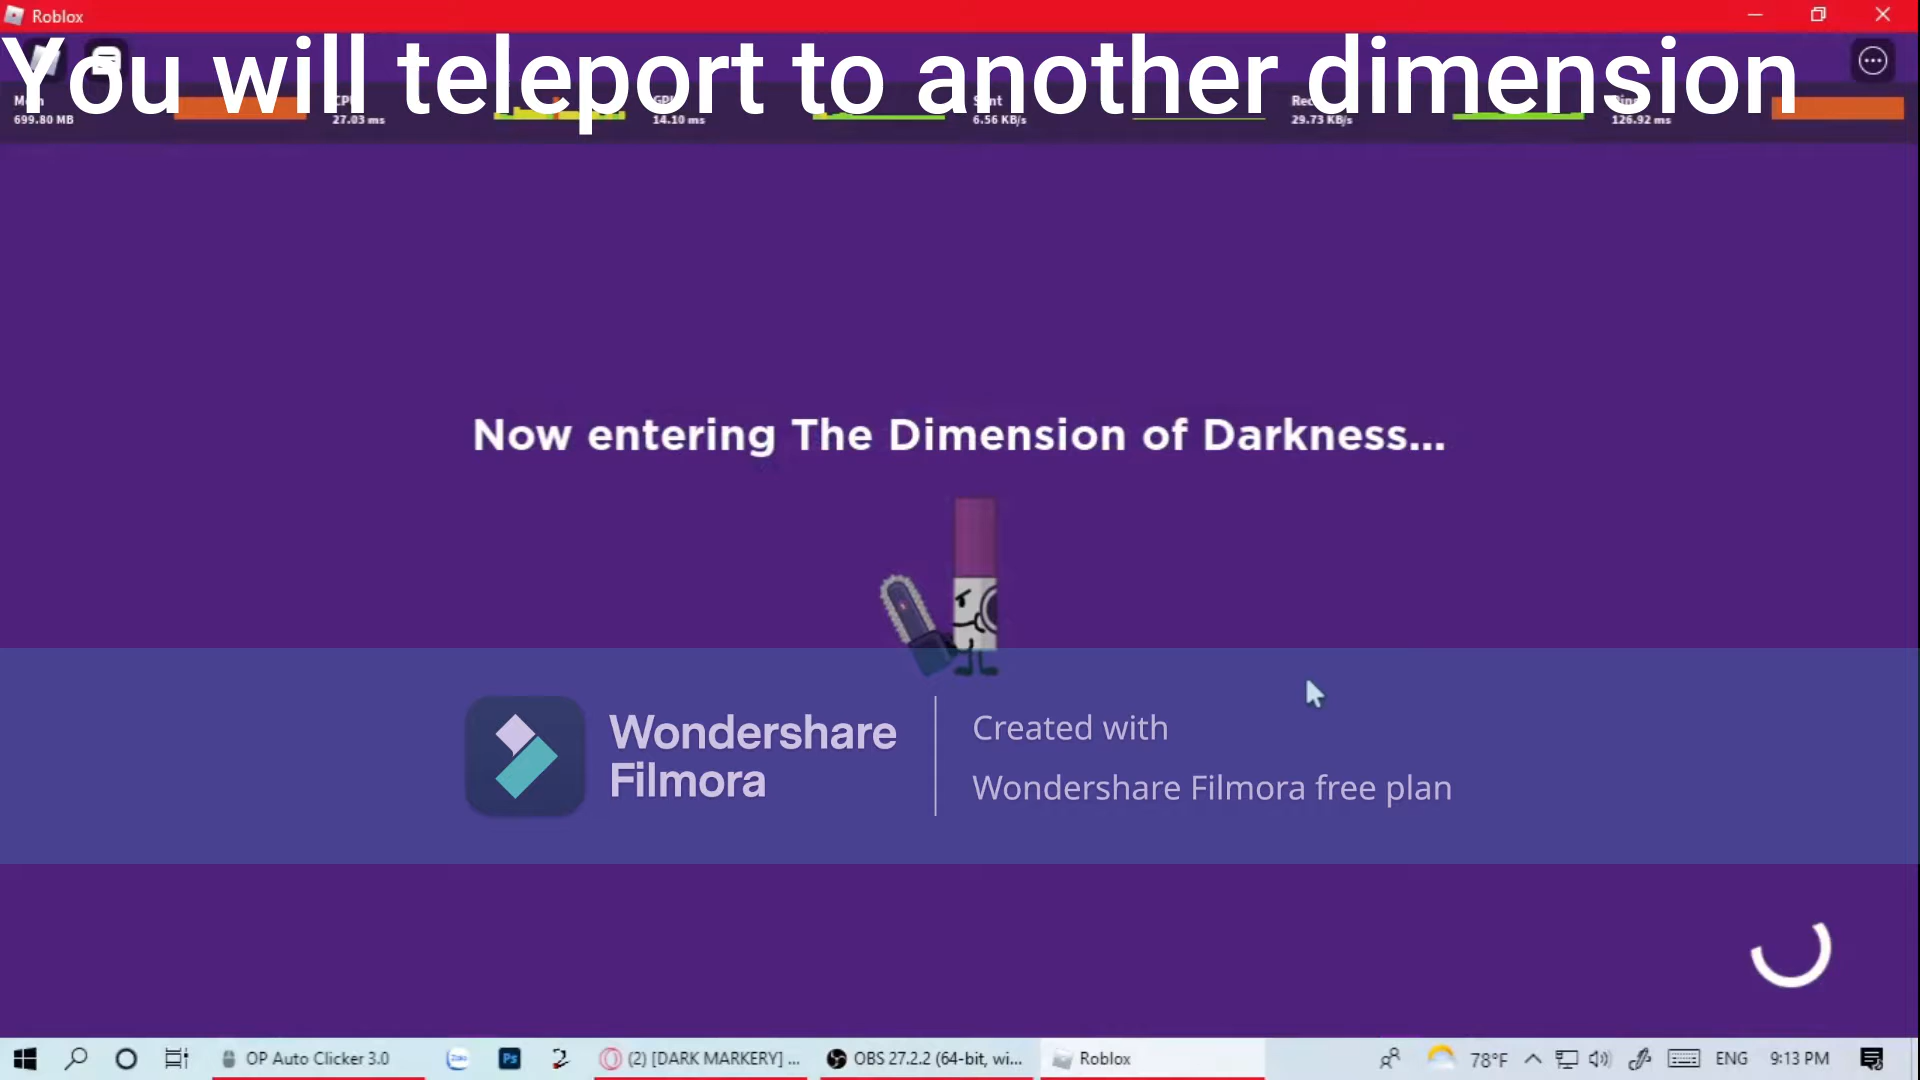 Roblox
You will teleport to another dimension
699.80 MB
27.03 ms
14.10 ms
6.56 KB/s
29.73 KB/s
126.92 ms
Now entering The Dimension of Darkness...
Wondershare
Filmora
Created with
Wondershare Filmora free plan
OP Auto Clicker 3.0
Zalo
Ps
(2) [DARK MARKERY] ...
OBS 27.2.2 (64-bit, wi...
Roblox
78°F
ENG
9:13 PM